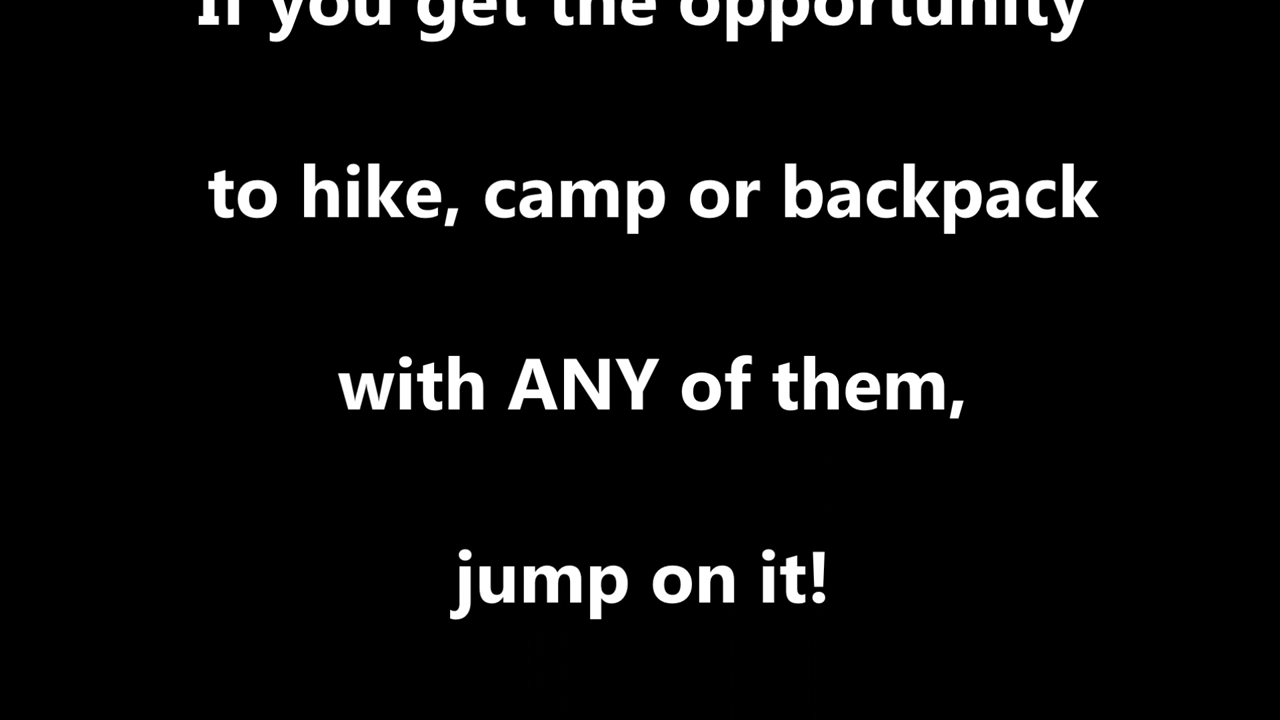 If you get the opportunity
to hike, camp or backpack
with ANY of them,
jump on it!